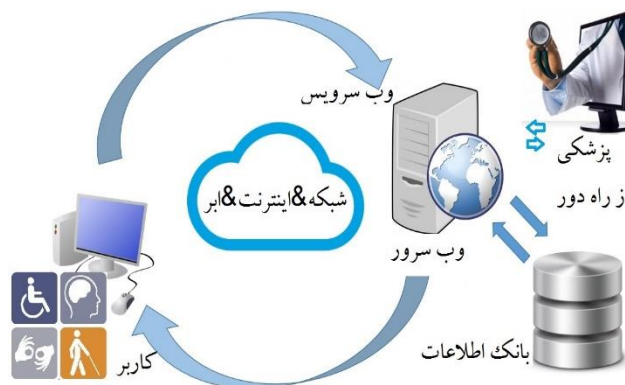 وب سرویس
پزشکی
ز راه دور
شبکه&اینترنت&ابر
وب سرور
بانک اطلاعات
کاربر